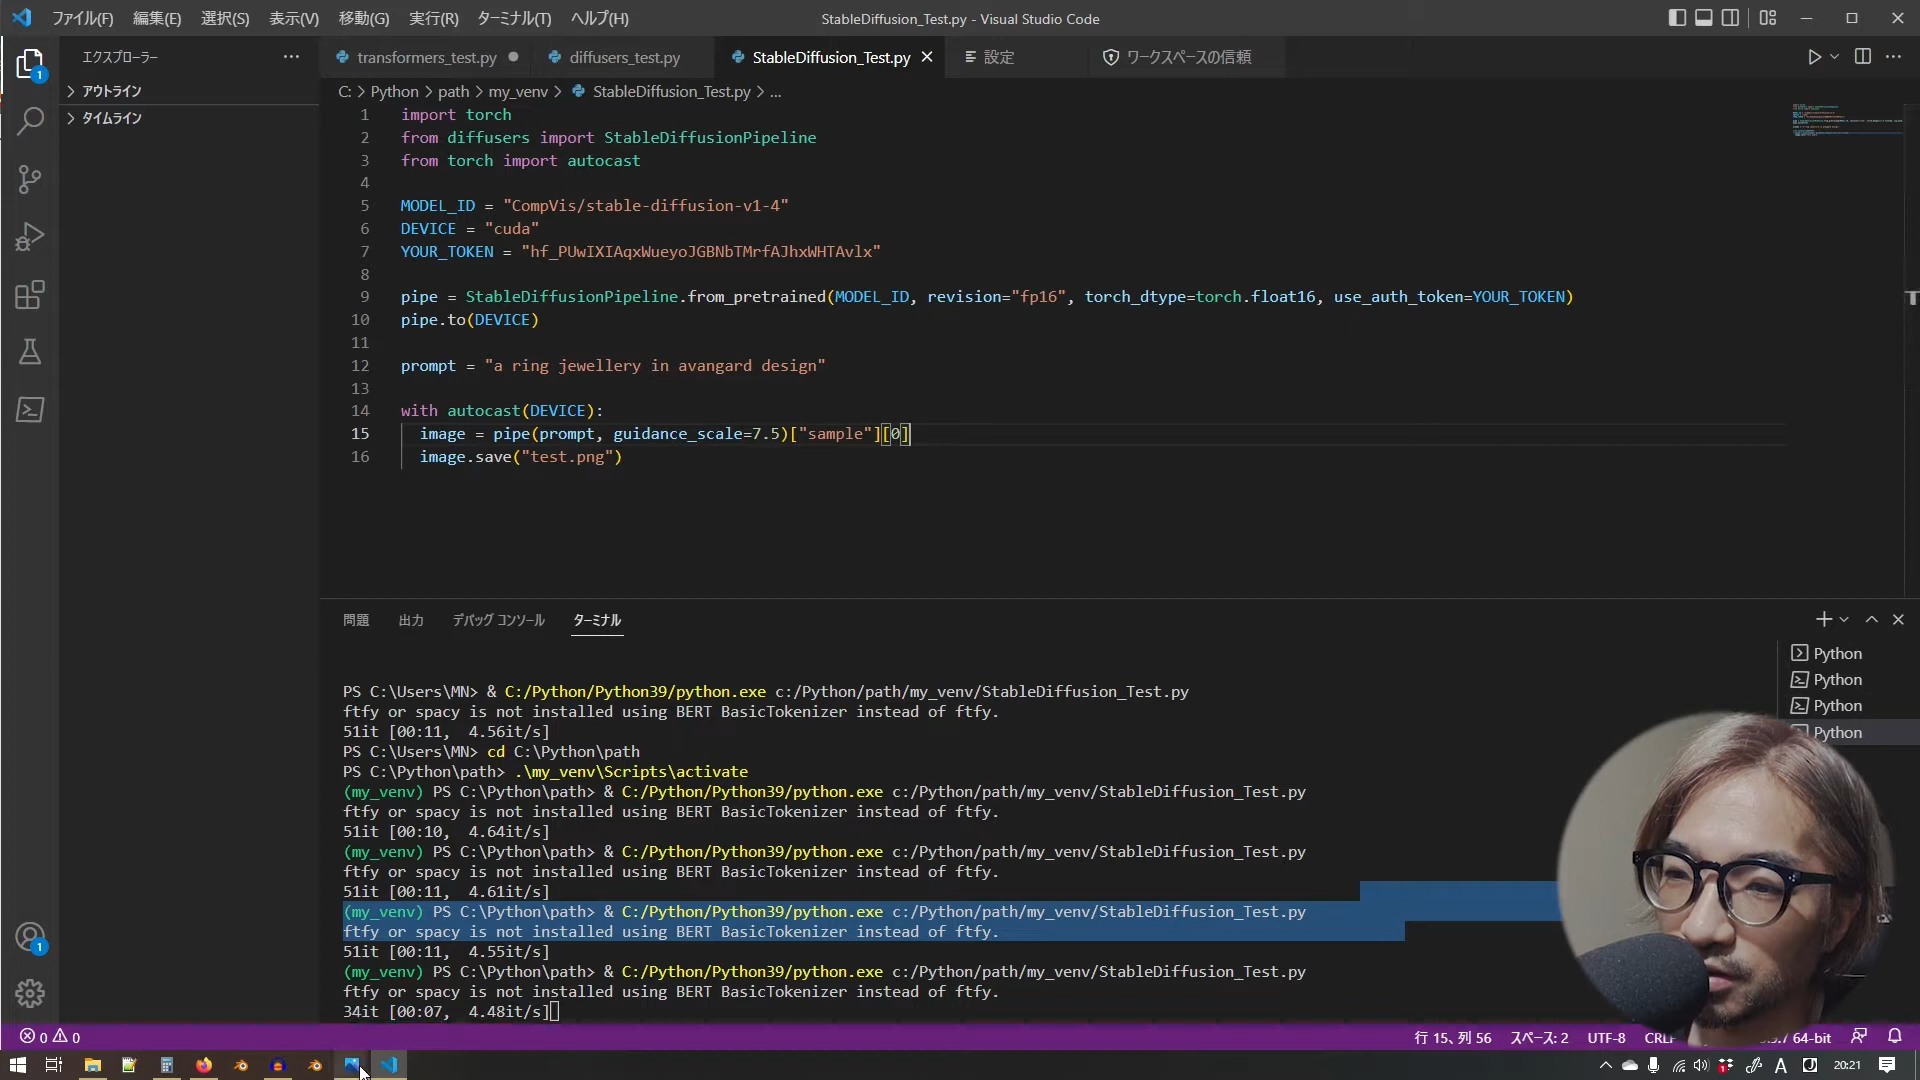 ファイル(F) 編集(E) 選択(S) 表示(V) 移動(G) 実行(R) ターミナル(T) ヘルプ(H) StableDiffusion_Test.py - Visual Studio Code
エクスプローラー ··· transformers_test.py diffusers_test.py StableDiffusion_Test.py 設定 ワークスペースの信頼
アウトライン
タイムライン
C: > Python > path > my_venv > StableDiffusion_Test.py > ...
1 import torch
2 from diffusers import StableDiffusionPipeline
3 from torch import autocast
4
5 MODEL_ID = "CompVis/stable-diffusion-v1-4"
6 DEVICE = "cuda"
7 YOUR_TOKEN = "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"
8
9 pipe = StableDiffusionPipeline.from_pretrained(MODEL_ID, revision="fp16", torch_dtype=torch.float16, use_auth_token=YOUR_TOKEN)
10 pipe.to(DEVICE)
11
12 prompt = "a ring jewellery in avangard design"
13
14 with autocast(DEVICE):
15 image = pipe(prompt, guidance_scale=7.5)["sample"][0]
16 image.save("test.png")
問題 出力 デバッグ コンソール ターミナル
Python
Python
Python
Python
PS C:\Users\MN> & C:/Python/Python39/python.exe c:/Python/path/my_venv/StableDiffusion_Test.py
ftfy or spacy is not installed using BERT BasicTokenizer instead of ftfy.
51it [00:11, 4.56it/s]
PS C:\Users\MN> cd C:\Python\path
PS C:\Python\path> .\my_venv\Scripts\activate
(my_venv) PS C:\Python\path> & C:/Python/Python39/python.exe c:/Python/path/my_venv/StableDiffusion_Test.py
ftfy or spacy is not installed using BERT BasicTokenizer instead of ftfy.
51it [00:10, 4.64it/s]
(my_venv) PS C:\Python\path> & C:/Python/Python39/python.exe c:/Python/path/my_venv/StableDiffusion_Test.py
ftfy or spacy is not installed using BERT BasicTokenizer instead of ftfy.
51it [00:11, 4.61it/s]
(my_venv) PS C:\Python\path> & C:/Python/Python39/python.exe c:/Python/path/my_venv/StableDiffusion_Test.py
ftfy or spacy is not installed using BERT BasicTokenizer instead of ftfy.
51it [00:11, 4.55it/s]
(my_venv) PS C:\Python\path> & C:/Python/Python39/python.exe c:/Python/path/my_venv/StableDiffusion_Test.py
ftfy or spacy is not installed using BERT BasicTokenizer instead of ftfy.
34it [00:07, 4.48it/s]
1
1
0 0 行 15、列 56 スペース: 2 UTF-8 64-bit
A 20:21